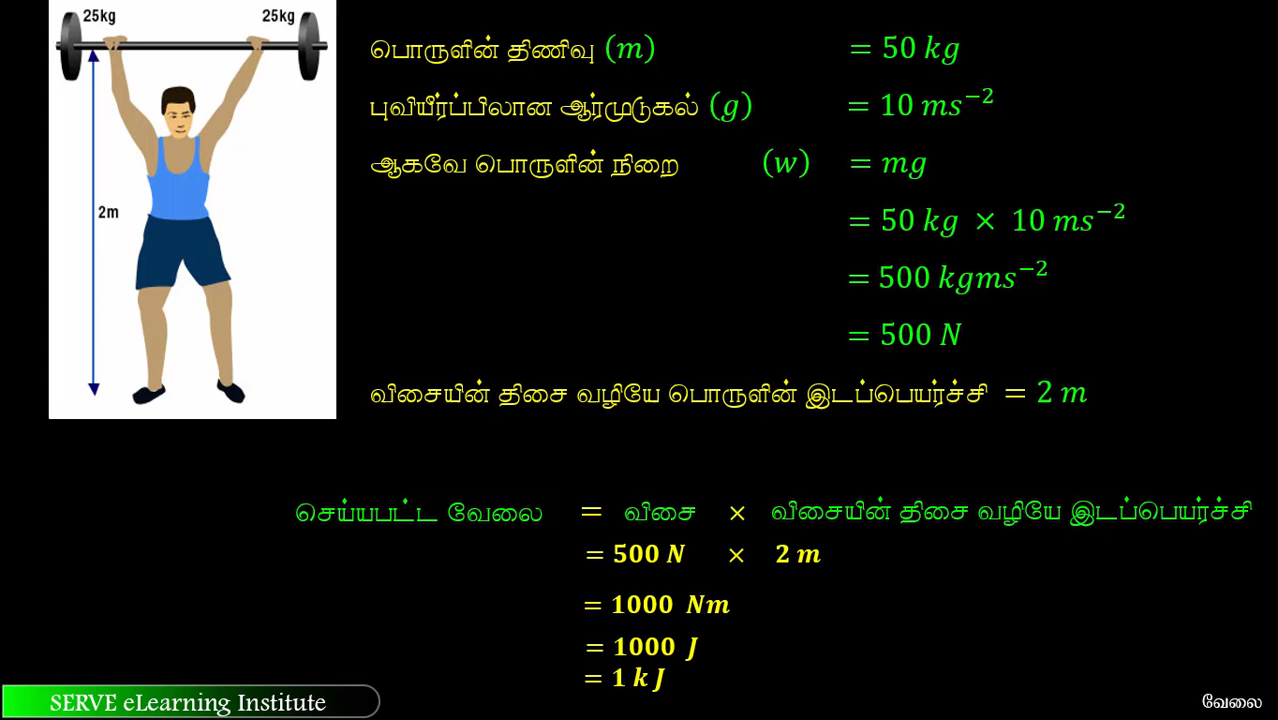 25kg 25kg
பொருளின் திணிவு (m) = 50 kg
புவியீர்ப்பிலான ஆர்முடுகல் (g) = 10 ms⁻²
ஆகவே பொருளின் நிறை (w) = mg
= 50 kg × 10 ms⁻²
2m
= 500 kgms⁻²
= 500 N
விசையின் திசை வழியே பொருளின் இடப்பெயர்ச்சி = 2 m
செய்யபட்ட வேலை = விசை × விசையின் திசை வழியே இடப்பெயர்ச்சி
= 500 N × 2 m
= 1000 Nm
= 1000 J
= 1 k J
SERVE eLearning Institute
வேலை